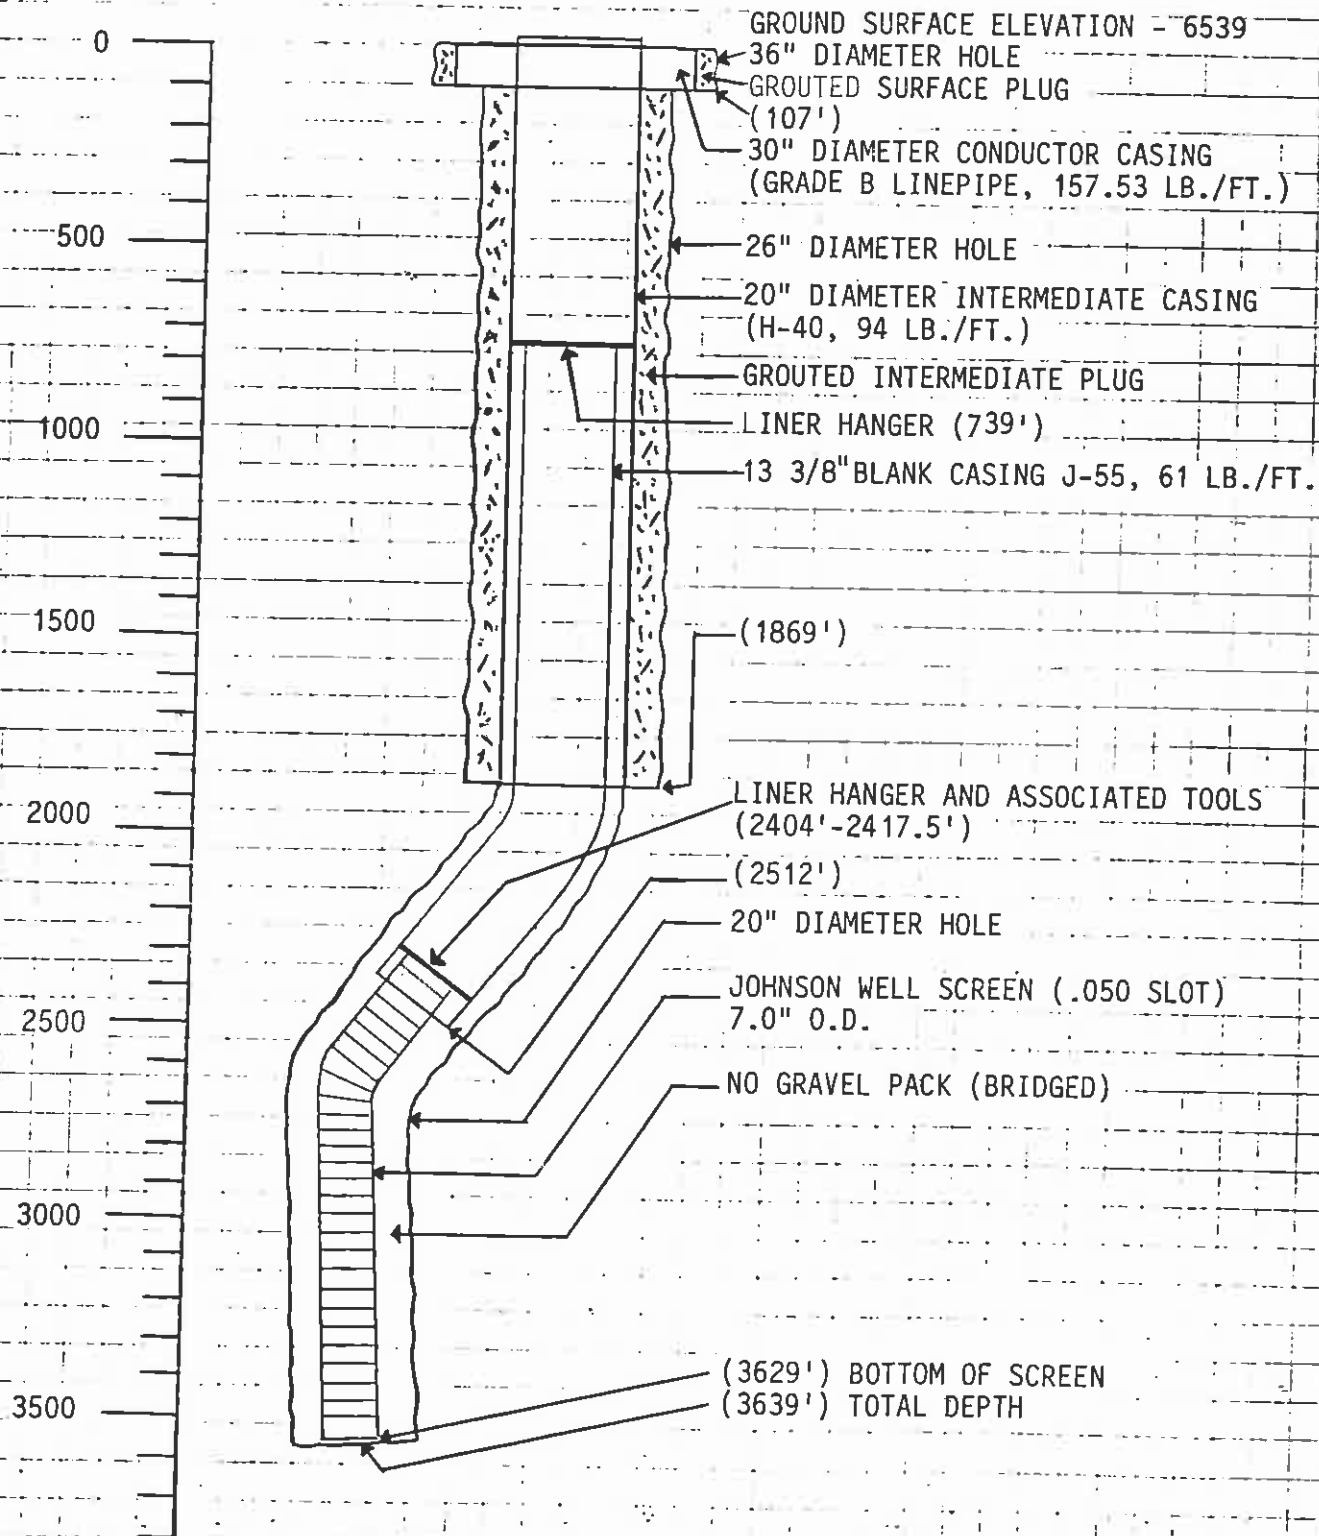 GROUND SURFACE ELEVATION - 6539
0
36" DIAMETER HOLE
GROUTED SURFACE PLUG
(107')
30" DIAMETER CONDUCTOR CASING
(GRADE B LINEPIPE, 157.53 LB./FT.)
500
26" DIAMETER HOLE
20" DIAMETER INTERMEDIATE CASING
(H-40, 94 LB./FT.)
GROUTED INTERMEDIATE PLUG
1000
LINER HANGER (739')
13 3/8" BLANK CASING J-55, 61 LB./FT.
1500
(1869')
2000
LINER HANGER AND ASSOCIATED TOOLS
(2404'-2417.5')
(2512')
20" DIAMETER HOLE
2500
JOHNSON WELL SCREEN (.050 SLOT)
7.0" O.D.
NO GRAVEL PACK (BRIDGED)
3000
(3629') BOTTOM OF SCREEN
3500
(3639') TOTAL DEPTH